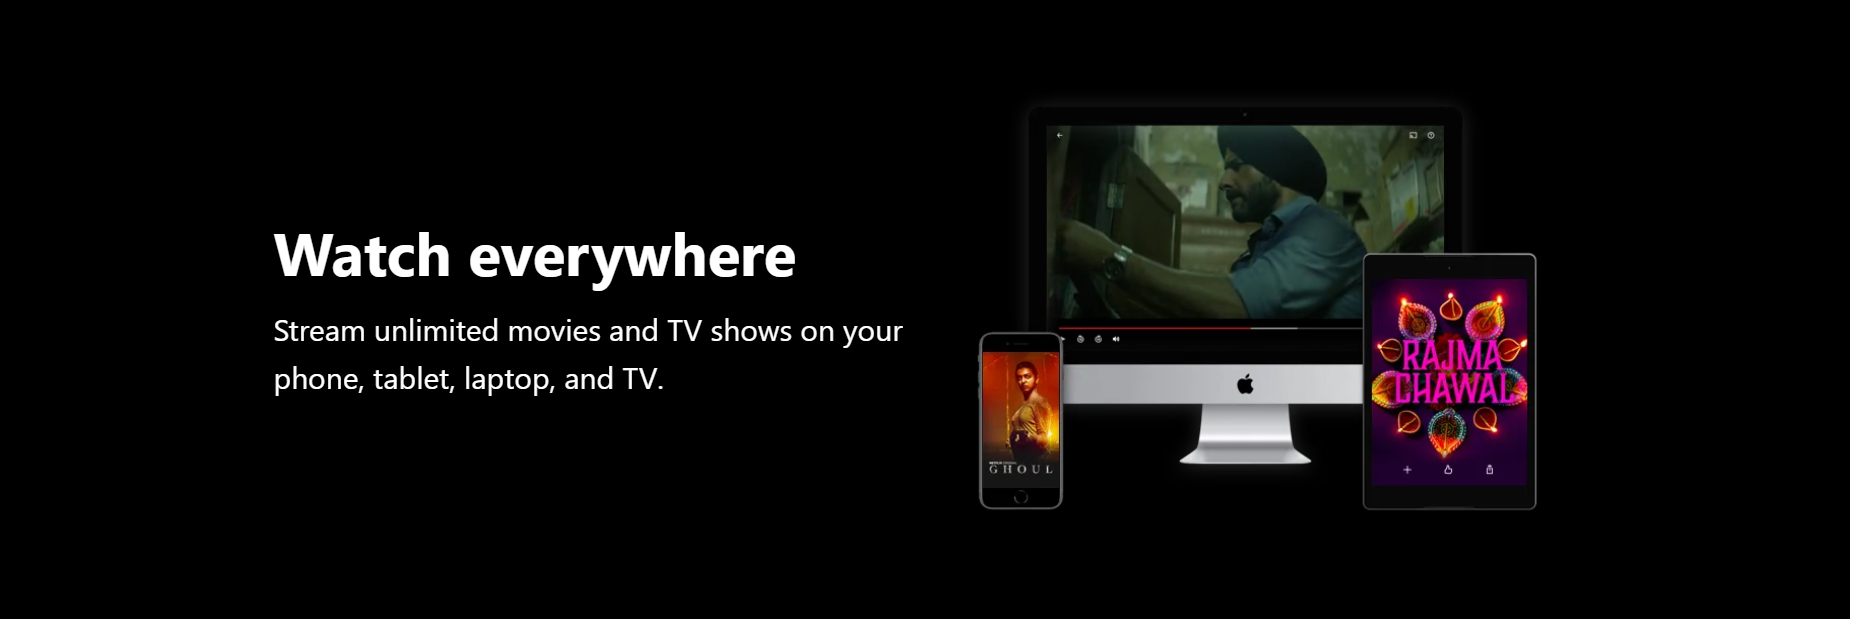 Watch everywhere
Stream unlimited movies and TV shows on your
phone, tablet, laptop, and TV.
RAJMA
CHAWAL
GHOUL